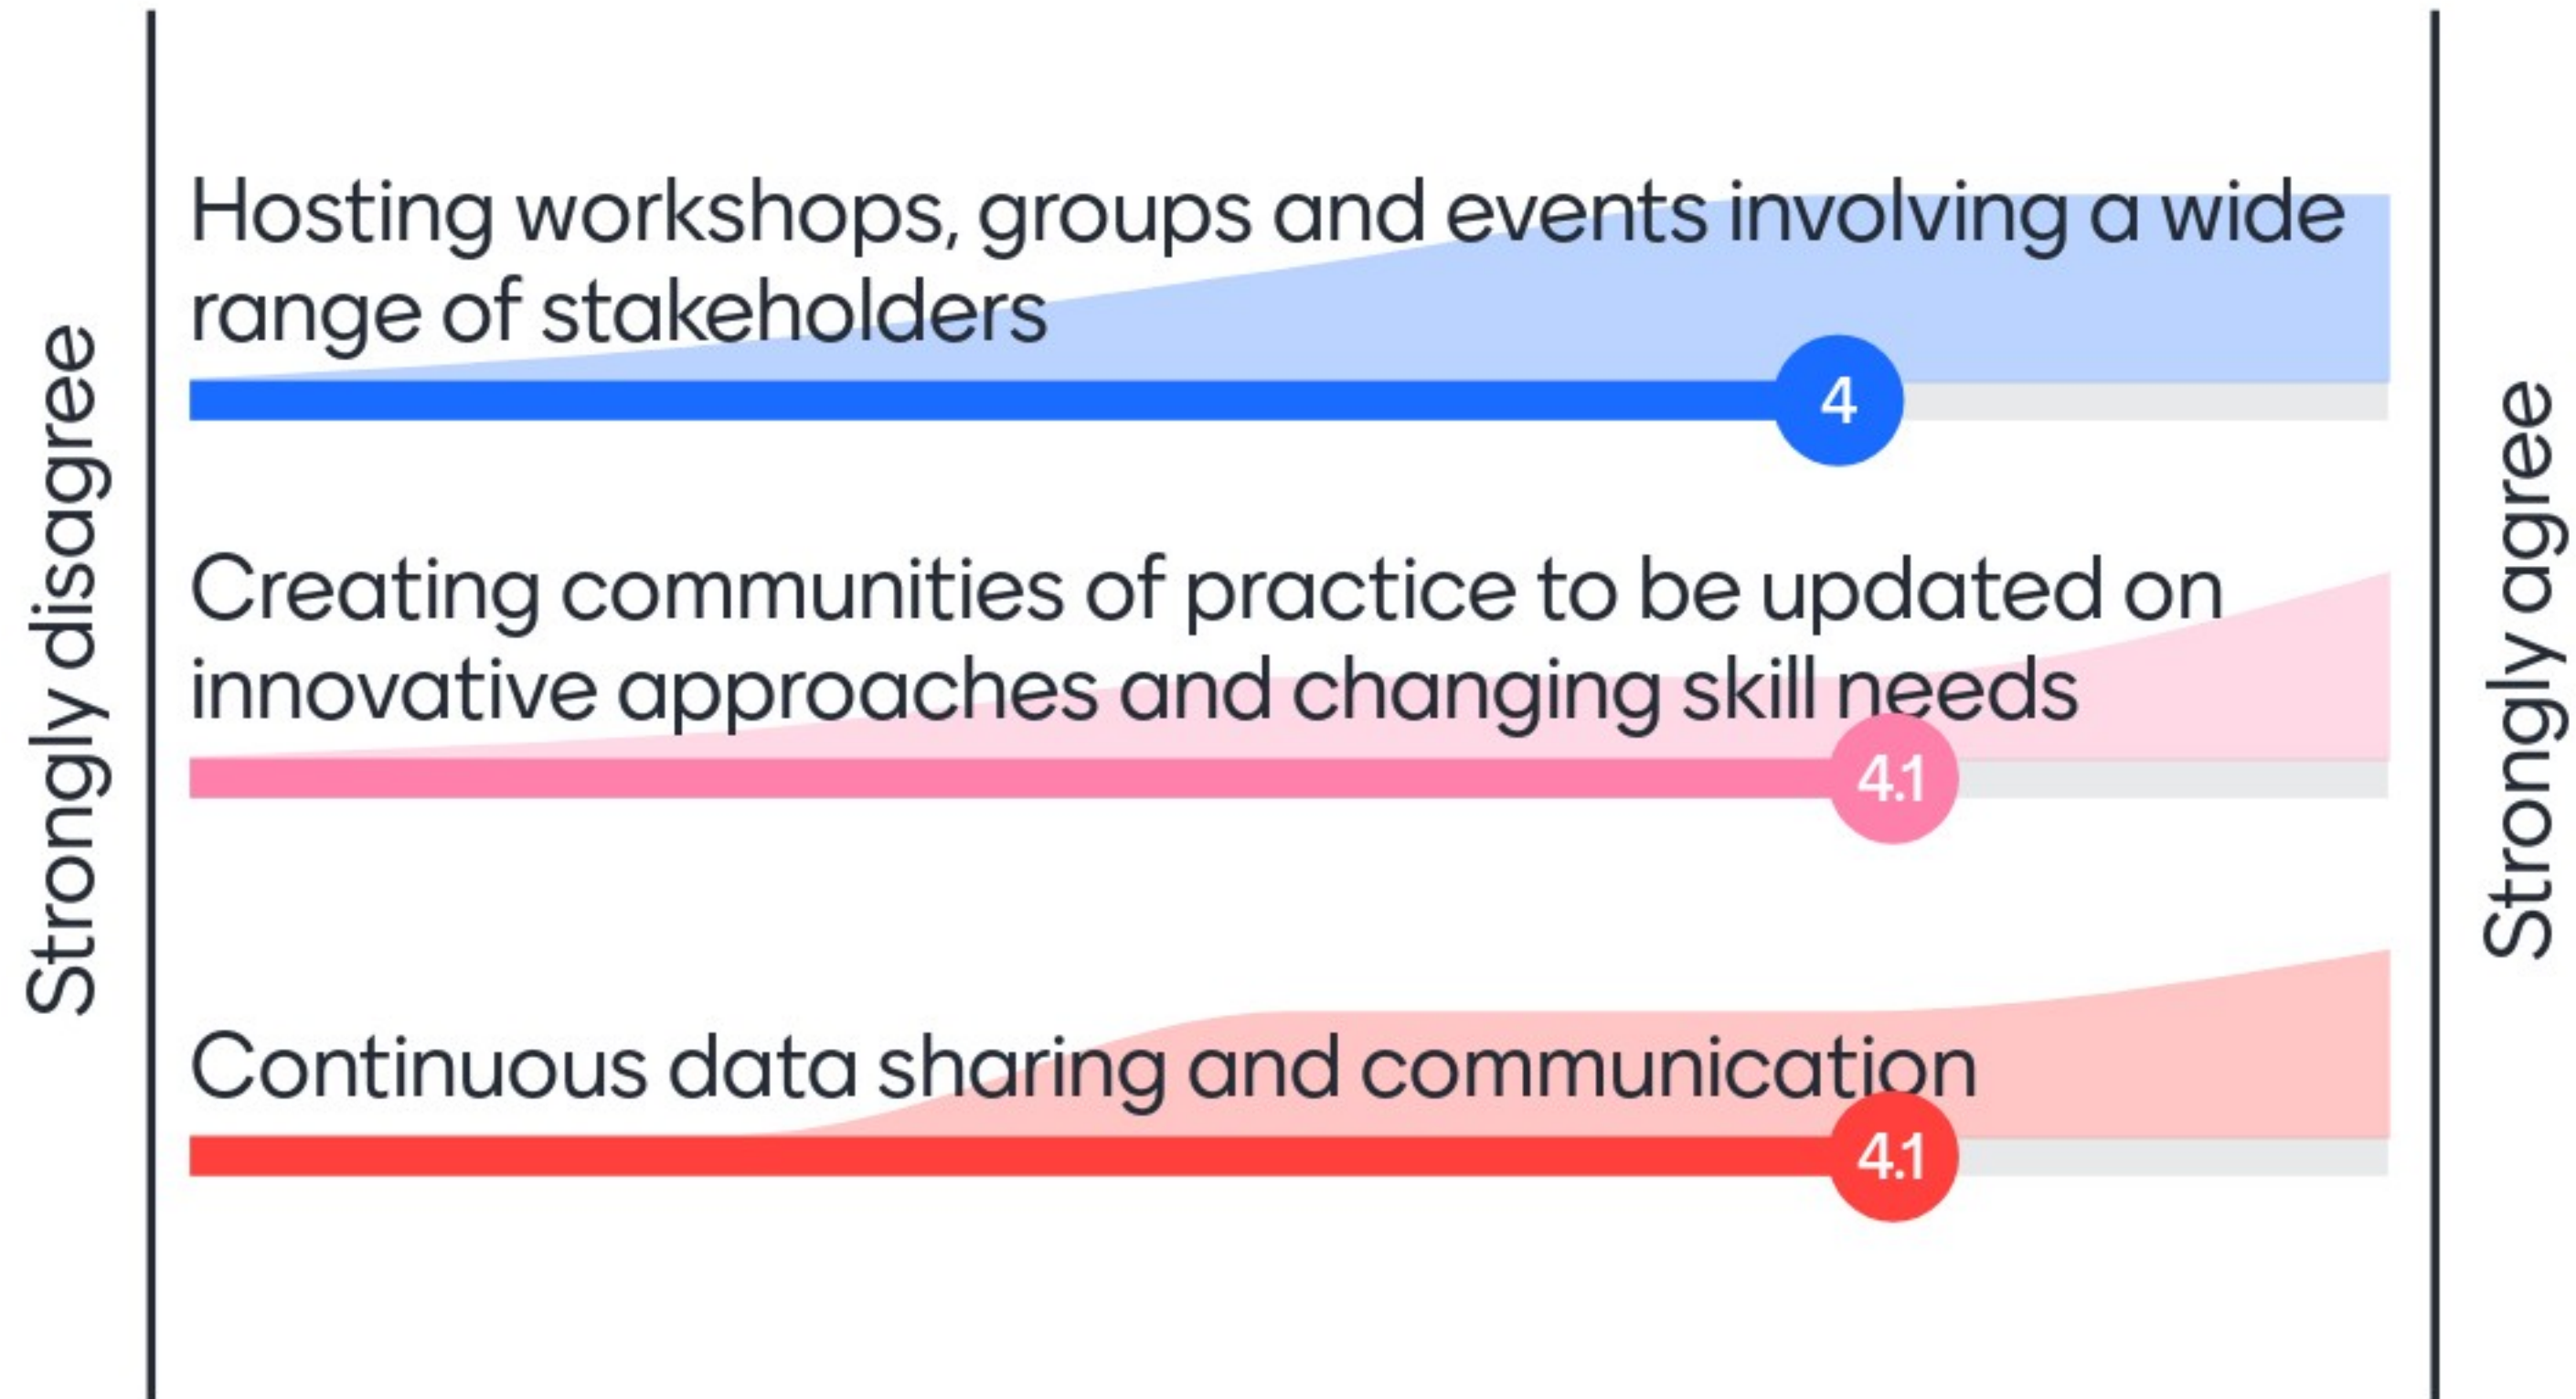 Strongly disagree
Hosting workshops, groups and events involving a wide
range of stakeholders
4
Creating communities of practice to be updated on
innovative approaches and changing skill needs
4.1
Continuous data sharing and communication
4.1
Strongly agree